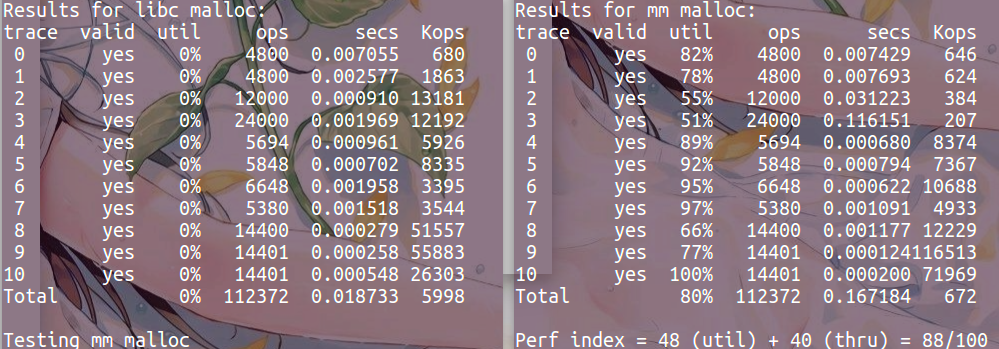 Results for libc malloc:
trace valid util ops secs Kops
0 yes 0% 4800 0.007055 680
1 yes 0% 4800 0.002577 1863
2 yes 0% 12000 0.000910 13181
3 yes 0% 24000 0.001969 12192
4 yes 0% 5694 0.000961 5926
5 yes 0% 5848 0.000702 8335
6 yes 0% 6648 0.001958 3395
7 yes 0% 5380 0.001518 3544
8 yes 0% 14400 0.000279 51557
9 yes 0% 14401 0.000258 55883
10 yes 0% 14401 0.000548 26303
Total 0% 112372 0.018733 5998
Testing mm malloc
Results for mm malloc:
trace valid util ops secs Kops
0 yes 82% 4800 0.007429 646
1 yes 78% 4800 0.007693 624
2 yes 55% 12000 0.031223 384
3 yes 51% 24000 0.116151 207
4 yes 89% 5694 0.000680 8374
5 yes 92% 5848 0.000794 7367
6 yes 95% 6648 0.000622 10688
7 yes 97% 5380 0.001091 4933
8 yes 66% 14400 0.001177 12229
9 yes 77% 14401 0.000124116513
10 yes 100% 14401 0.000200 71969
Total 80% 112372 0.167184 672
Perf index = 48 (util) + 40 (thru) = 88/100